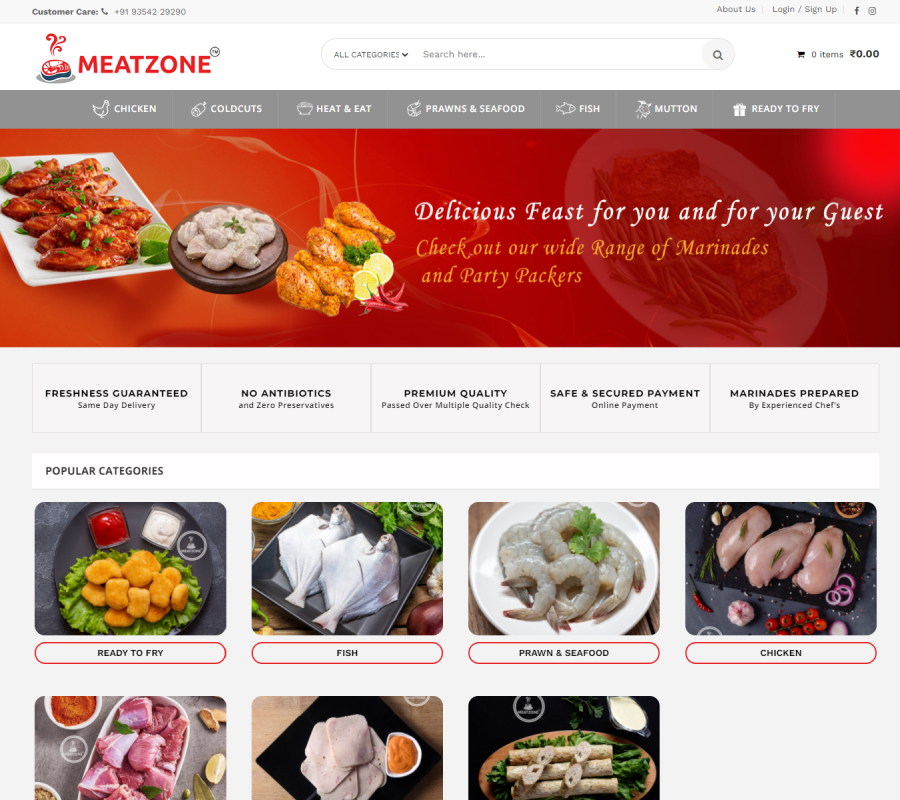 Customer Care: +91 93542 29290
About Us
Login / Sign Up
MEATZONE TM
ALL CATEGORIES
Search here...
0 items ₹0.00
CHICKEN
COLDCUTS
HEAT & EAT
PRAWNS & SEAFOOD
FISH
MUTTON
READY TO FRY
Delicious Feast for you and for your Guest
Check out our wide Range of Marinades
and Party Packers
FRESHNESS GUARANTEED
Same Day Delivery
NO ANTIBIOTICS
and Zero Preservatives
PREMIUM QUALITY
Passed Over Multiple Quality Check
SAFE & SECURED PAYMENT
Online Payment
MARINADES PREPARED
By Experienced Chef's
POPULAR CATEGORIES
READY TO FRY
FISH
PRAWN & SEAFOOD
CHICKEN
MEATZONE
MEATZONE
MEATZONE